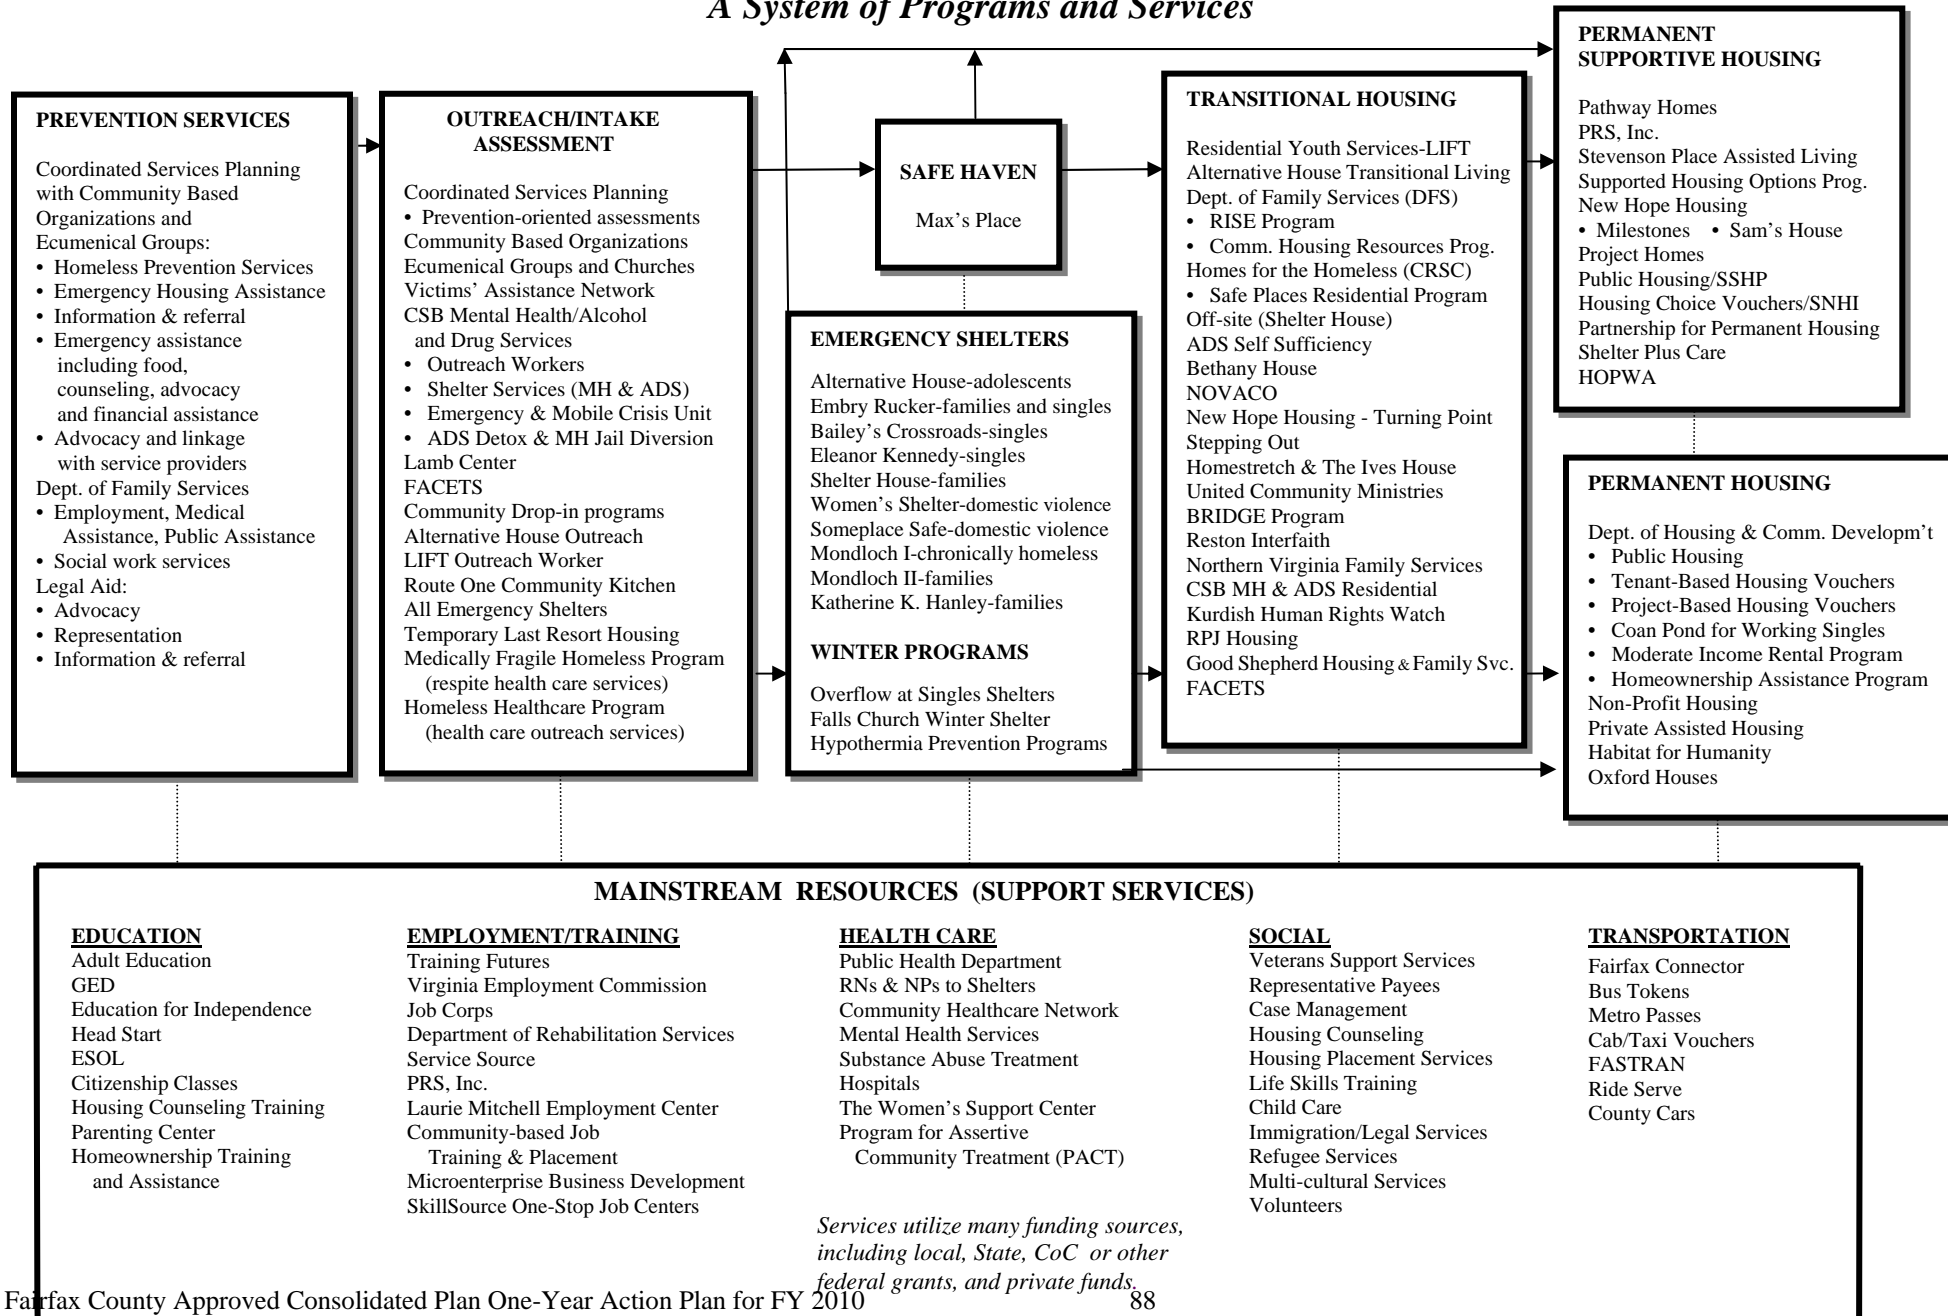 A System of Programs and Services
PREVENTION SERVICES
Coordinated Services Planning
with Community Based
Organizations and
Ecumenical Groups:
• Homeless Prevention Services
• Emergency Housing Assistance
• Information & referral
• Emergency assistance
including food,
counseling, advocacy
and financial assistance
• Advocacy and linkage
with service providers
Dept. of Family Services
• Employment, Medical
Assistance, Public Assistance
• Social work services
Legal Aid:
• Advocacy
• Representation
• Information & referral
OUTREACH/INTAKE
ASSESSMENT
Coordinated Services Planning
• Prevention-oriented assessments
Community Based Organizations
Ecumenical Groups and Churches
Victims’ Assistance Network
CSB Mental Health/Alcohol
and Drug Services
• Outreach Workers
• Shelter Services (MH & ADS)
• Emergency & Mobile Crisis Unit
• ADS Detox & MH Jail Diversion
Lamb Center
FACETS
Community Drop-in programs
Alternative House Outreach
LIFT Outreach Worker
Route One Community Kitchen
All Emergency Shelters
Temporary Last Resort Housing
Medically Fragile Homeless Program
(respite health care services)
Homeless Healthcare Program
(health care outreach services)
SAFE HAVEN
Max’s Place
EMERGENCY SHELTERS
Alternative House-adolescents
Embry Rucker-families and singles
Bailey’s Crossroads-singles
Eleanor Kennedy-singles
Shelter House-families
Women’s Shelter-domestic violence
Someplace Safe-domestic violence
Mondloch I-chronically homeless
Mondloch II-families
Katherine K. Hanley-families
WINTER PROGRAMS
Overflow at Singles Shelters
Falls Church Winter Shelter
Hypothermia Prevention Programs
TRANSITIONAL HOUSING
Residential Youth Services-LIFT
Alternative House Transitional Living
Dept. of Family Services (DFS)
• RISE Program
• Comm. Housing Resources Prog.
Homes for the Homeless (CRSC)
• Safe Places Residential Program
Off-site (Shelter House)
ADS Self Sufficiency
Bethany House
NOVACO
New Hope Housing - Turning Point
Stepping Out
Homestretch & The Ives House
United Community Ministries
BRIDGE Program
Reston Interfaith
Northern Virginia Family Services
CSB MH & ADS Residential
Kurdish Human Rights Watch
RPJ Housing
Good Shepherd Housing & Family Svc.
FACETS
PERMANENT
SUPPORTIVE HOUSING
Pathway Homes
PRS, Inc.
Stevenson Place Assisted Living
Supported Housing Options Prog.
New Hope Housing
• Milestones • Sam’s House
Project Homes
Public Housing/SSHP
Housing Choice Vouchers/SNHI
Partnership for Permanent Housing
Shelter Plus Care
HOPWA
PERMANENT HOUSING
Dept. of Housing & Comm. Developm't
• Public Housing
• Tenant-Based Housing Vouchers
• Project-Based Housing Vouchers
• Coan Pond for Working Singles
• Moderate Income Rental Program
• Homeownership Assistance Program
Non-Profit Housing
Private Assisted Housing
Habitat for Humanity
Oxford Houses
MAINSTREAM RESOURCES (SUPPORT SERVICES)
EDUCATION
Adult Education
GED
Education for Independence
Head Start
ESOL
Citizenship Classes
Housing Counseling Training
Parenting Center
Homeownership Training
and Assistance
EMPLOYMENT/TRAINING
Training Futures
Virginia Employment Commission
Job Corps
Department of Rehabilitation Services
Service Source
PRS, Inc.
Laurie Mitchell Employment Center
Community-based Job
Training & Placement
Microenterprise Business Development
SkillSource One-Stop Job Centers
HEALTH CARE
Public Health Department
RNs & NPs to Shelters
Community Healthcare Network
Mental Health Services
Substance Abuse Treatment
Hospitals
The Women’s Support Center
Program for Assertive
Community Treatment (PACT)
SOCIAL
Veterans Support Services
Representative Payees
Case Management
Housing Counseling
Housing Placement Services
Life Skills Training
Child Care
Immigration/Legal Services
Refugee Services
Multi-cultural Services
Volunteers
TRANSPORTATION
Fairfax Connector
Bus Tokens
Metro Passes
Cab/Taxi Vouchers
FASTRAN
Ride Serve
County Cars
Services utilize many funding sources,
including local, State, CoC or other
federal grants, and private funds.
Fairfax County Approved Consolidated Plan One-Year Action Plan for FY 2010 88